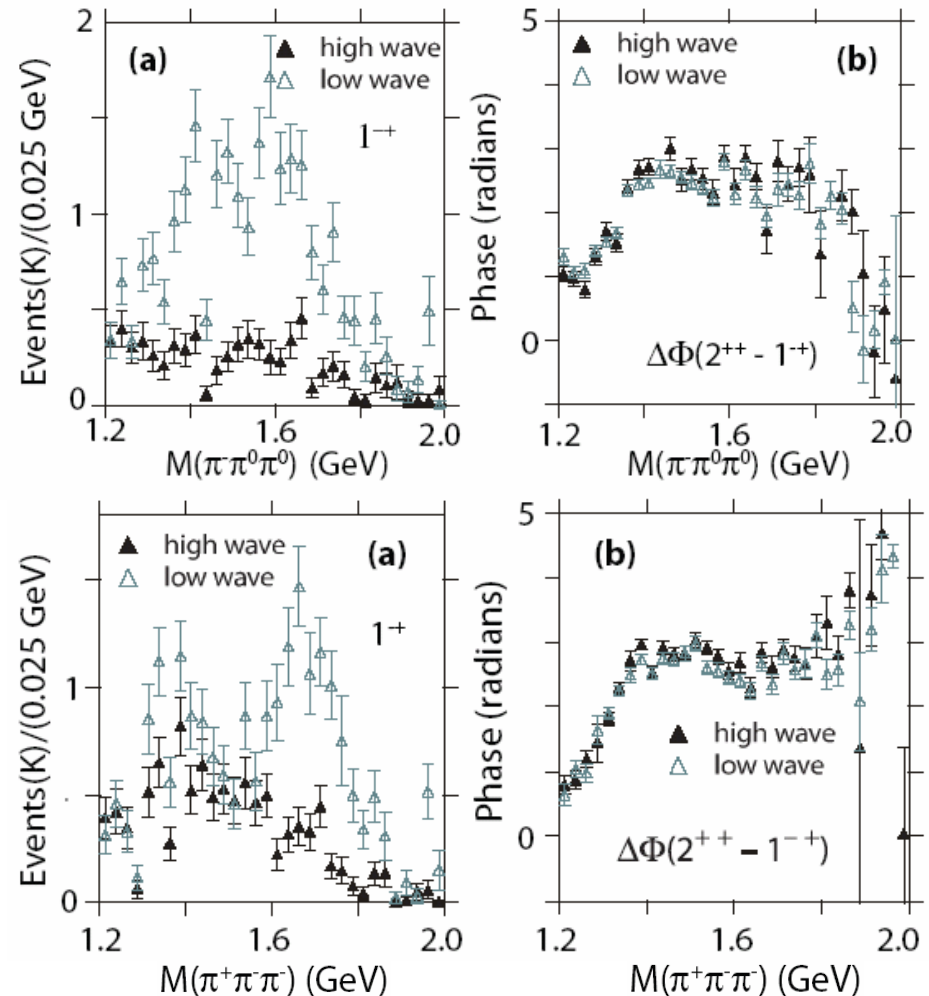 2
(a)
high wave
low wave
1⁻⁺
Events(K)/(0.025 GeV)
1
0
1.2 1.6 2.0
M(π⁻π⁰π⁰) (GeV)
5
high wave
low wave
(b)
Phase (radians)
0
ΔΦ(2⁺⁺ - 1⁻⁺)
1.2 1.6 2.0
M(π⁻π⁰π⁰) (GeV)
high wave
low wave
(a)
1⁻⁺
Events(K)/(0.025 GeV)
1
0
1.2 1.6 2.0
M(π⁺π⁻π⁻) (GeV)
5
(b)
Phase (radians)
high wave
low wave
0
ΔΦ(2⁺⁺ – 1⁻⁺)
1.2 1.6 2.0
M(π⁺π⁻π⁻) (GeV)